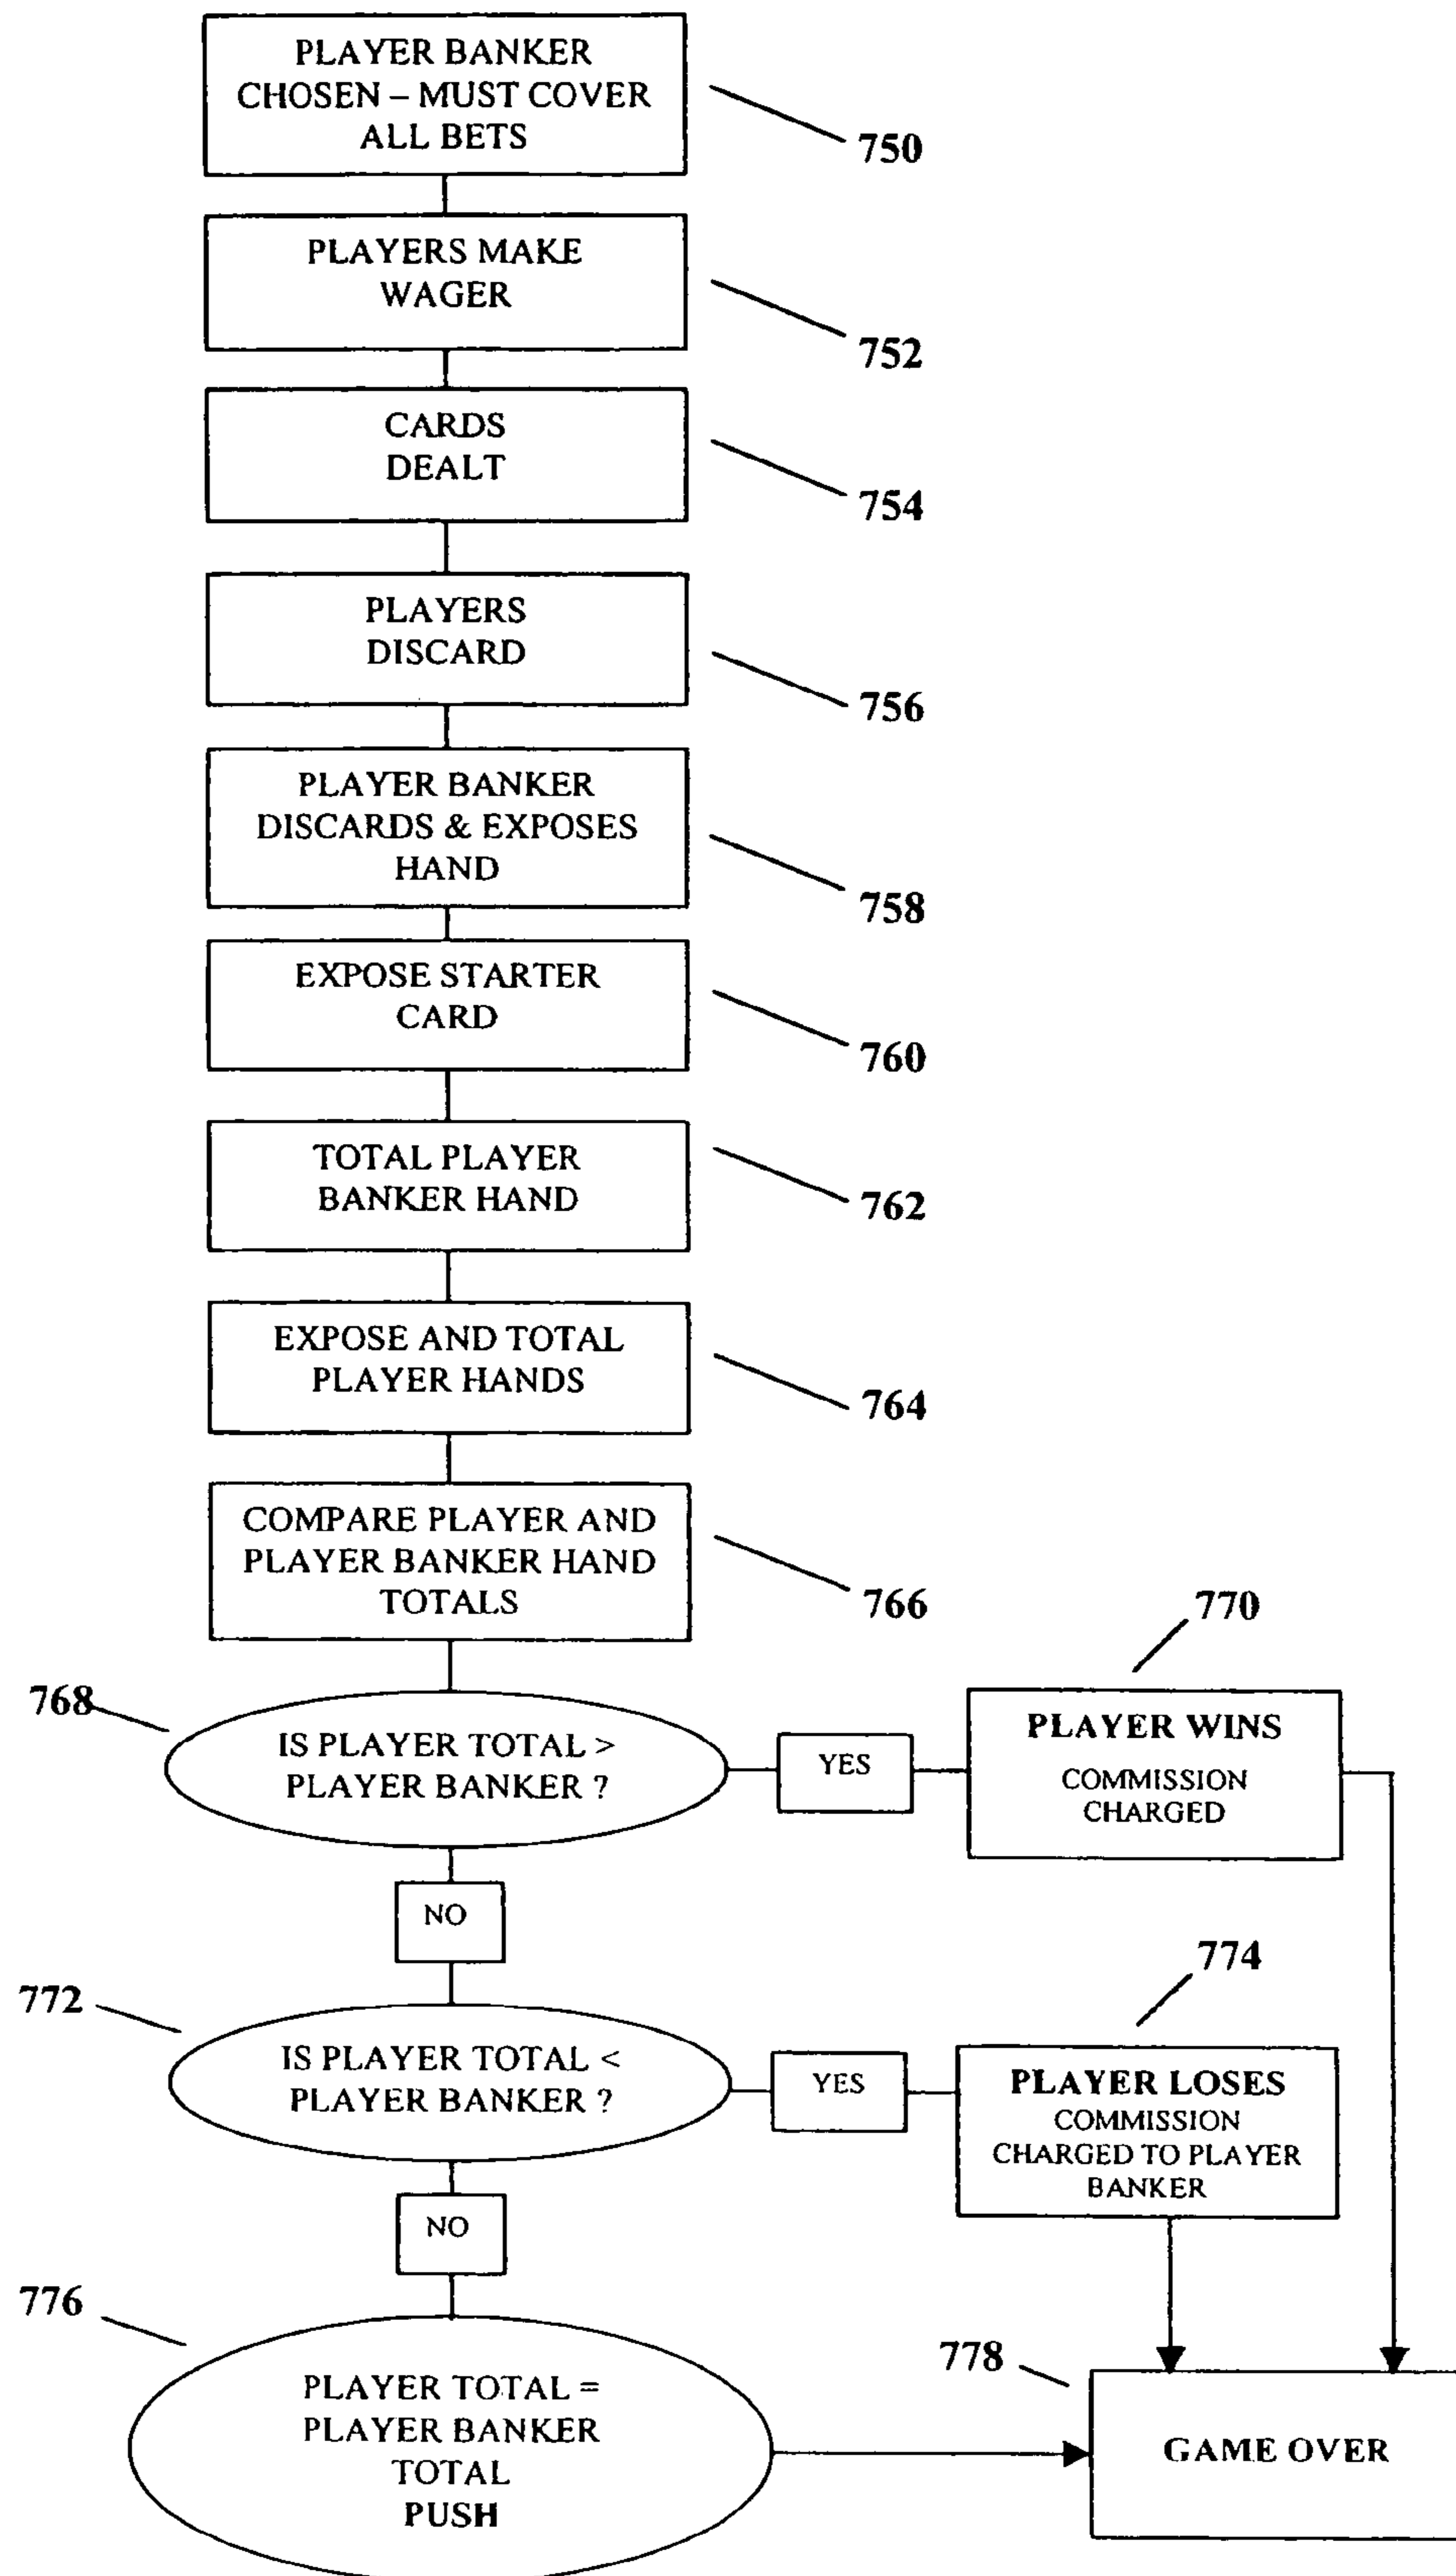 PLAYER BANKER
CHOSEN – MUST COVER
ALL BETS
750
PLAYERS MAKE
WAGER
752
CARDS
DEALT
754
PLAYERS
DISCARD
756
PLAYER BANKER
DISCARDS & EXPOSES
HAND
758
EXPOSE STARTER
CARD
760
TOTAL PLAYER
BANKER HAND
762
EXPOSE AND TOTAL
PLAYER HANDS
764
COMPARE PLAYER AND
PLAYER BANKER HAND
TOTALS
766
768
IS PLAYER TOTAL >
PLAYER BANKER ?
YES
770
PLAYER WINS
COMMISSION
CHARGED
NO
772
IS PLAYER TOTAL <
PLAYER BANKER ?
YES
774
PLAYER LOSES
COMMISSION
CHARGED TO PLAYER
BANKER
NO
776
PLAYER TOTAL =
PLAYER BANKER
TOTAL
PUSH
778
GAME OVER